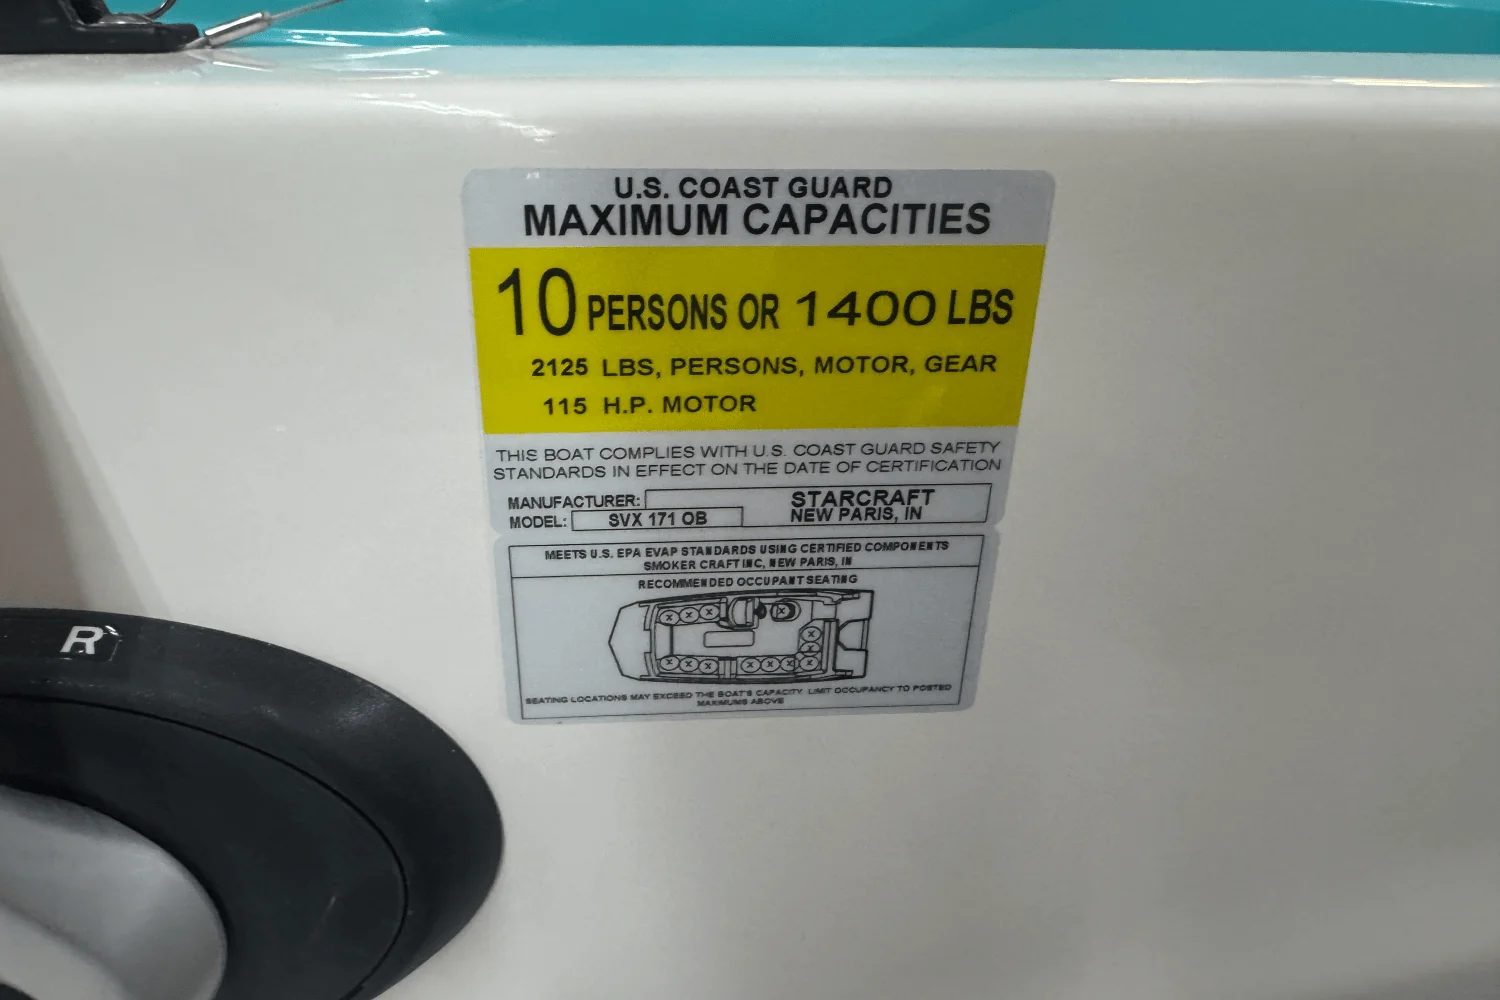 U.S. COAST GUARD
MAXIMUM CAPACITIES
10 PERSONS OR 1400 LBS
2125 LBS, PERSONS, MOTOR, GEAR
115 H.P. MOTOR
THIS BOAT COMPLIES WITH U.S. COAST GUARD SAFETY
STANDARDS IN EFFECT ON THE DATE OF CERTIFICATION
MANUFACTURER: STARCRAFT
MODEL: SVX 171 OB NEW PARIS, IN
MEETS U.S. EPA EVAP STANDARDS USING CERTIFIED COMPONENTS
SMOKER CRAFT INC, NEW PARIS, IN
RECOMMENDED OCCUPANT SEATING
SEATING LOCATIONS MAY EXCEED THE BOAT'S CAPACITY. LIMIT OCCUPANCY TO POSTED
MAXIMUMS ABOVE
R